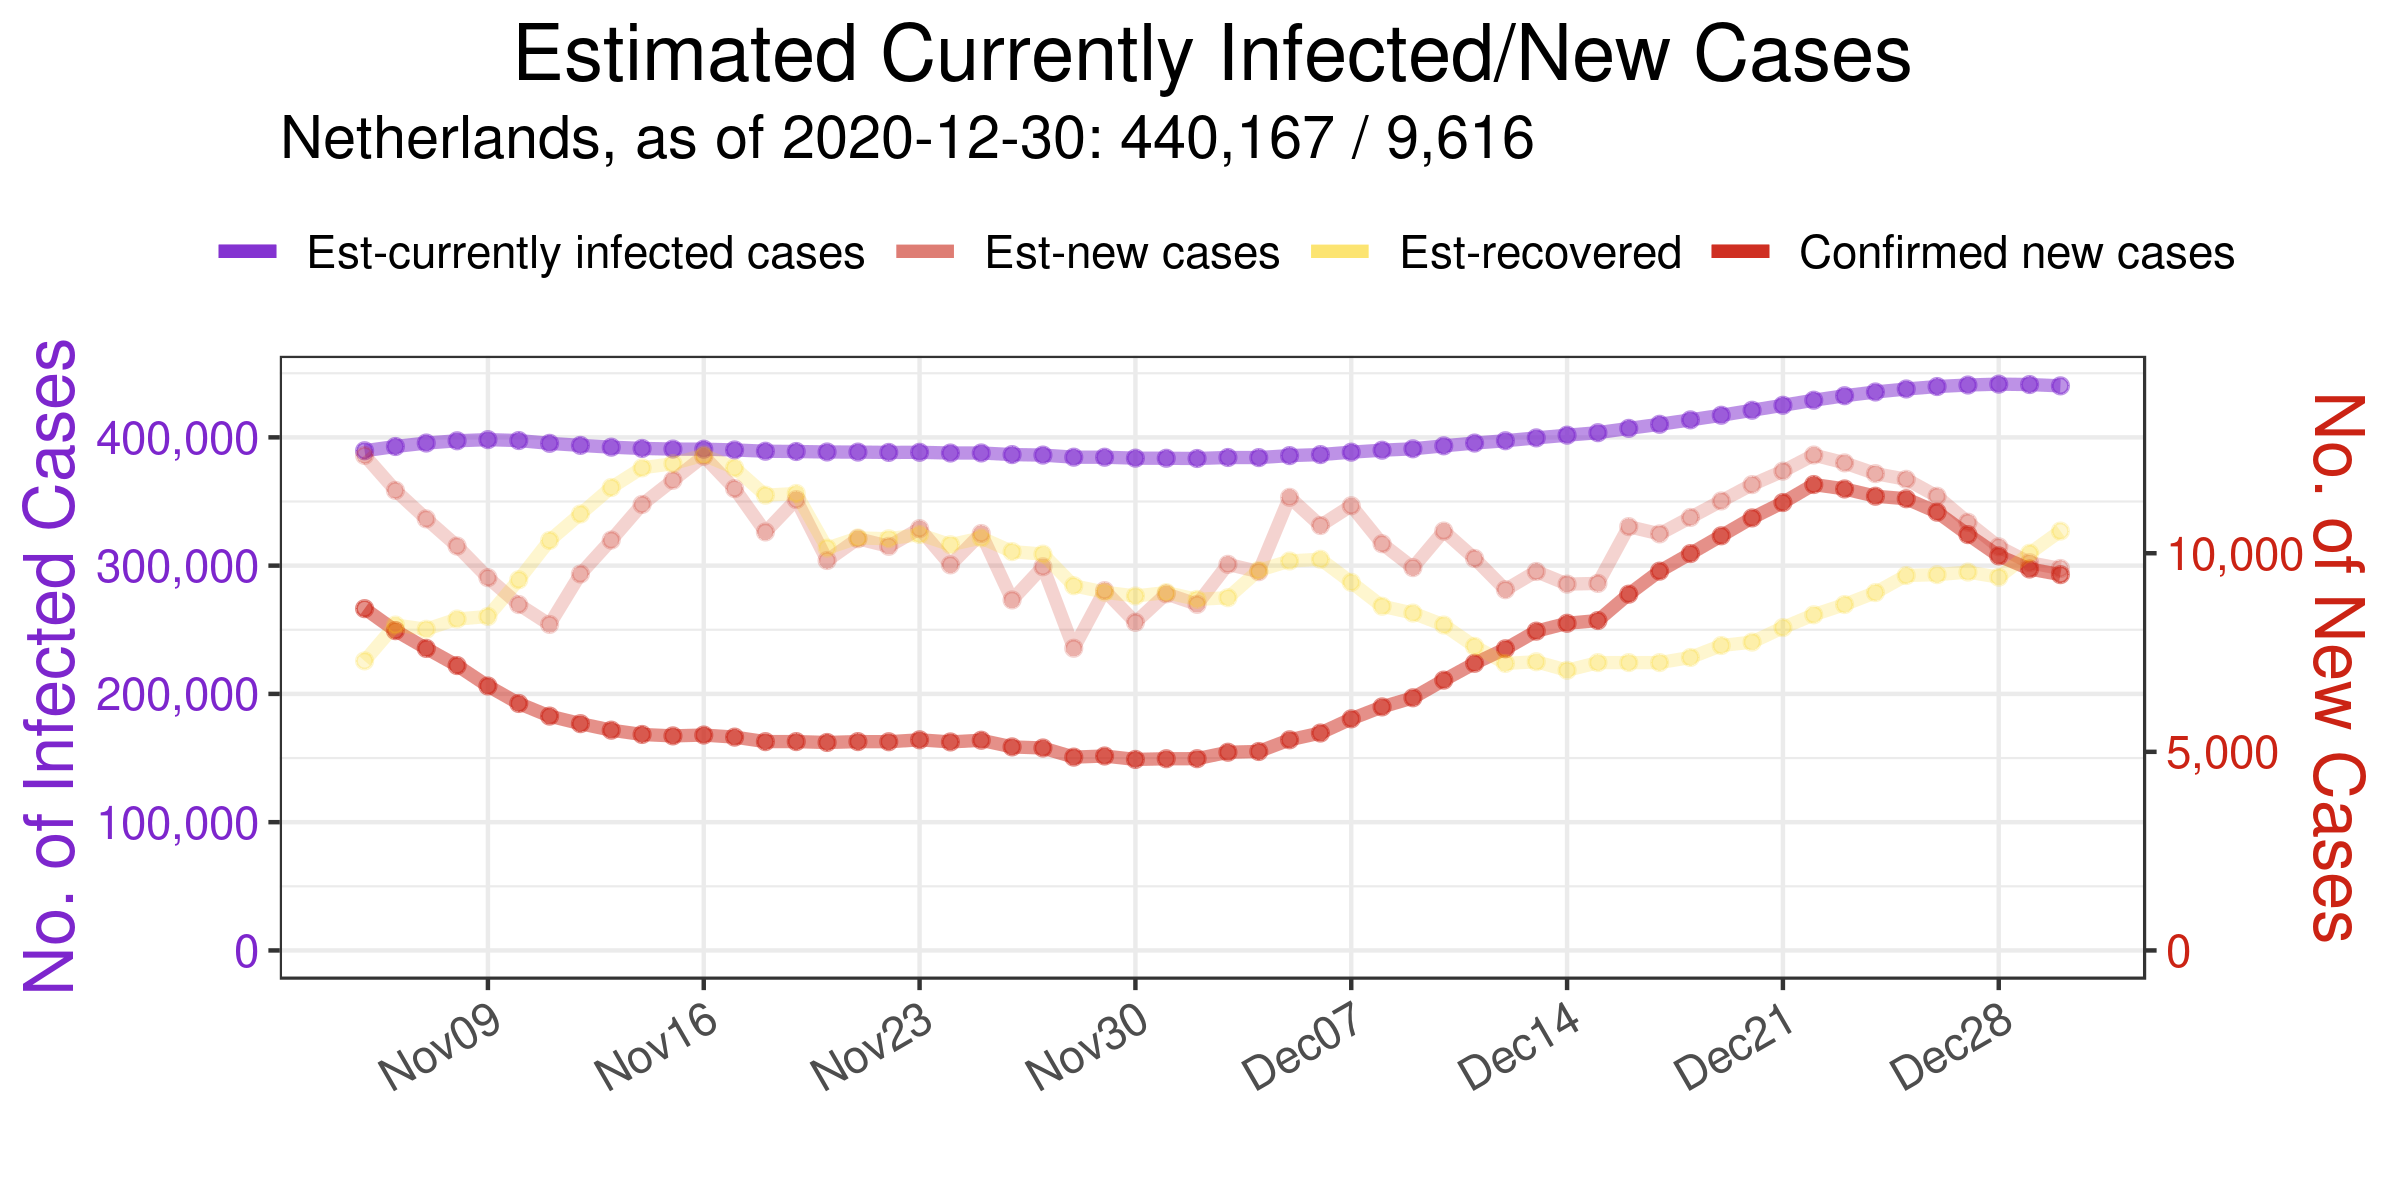 Estimated Currently Infected/New Cases
Netherlands, as of 2020-12-30: 440,167 / 9,616
Est-currently infected cases Est-new cases Est-recovered Confirmed new cases
No. of Infected Cases
400,000
300,000
200,000
100,000
0
No. of New Cases
10,000
5,000
0
Nov09 Nov16 Nov23 Nov30 Dec07 Dec14 Dec21 Dec28